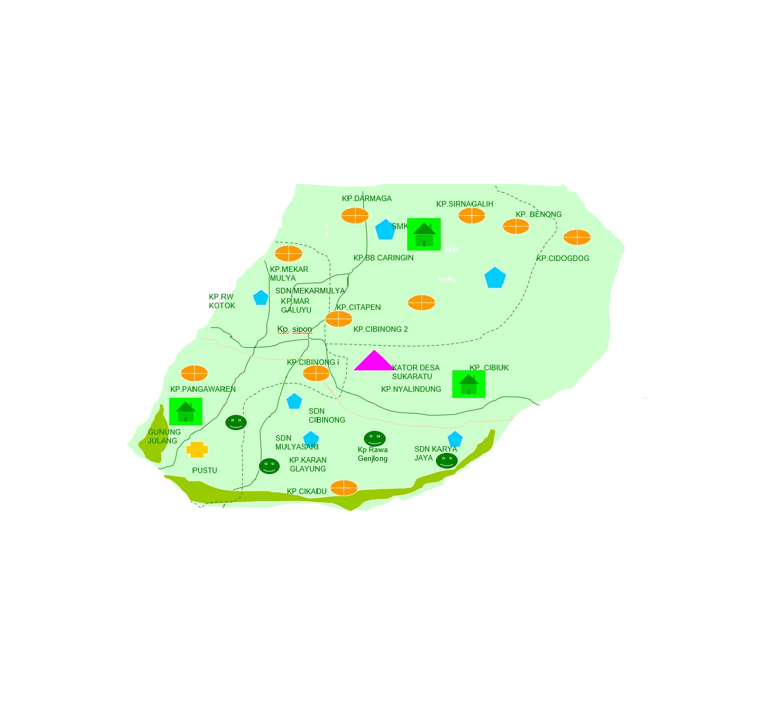 KP.DARMAGA
KP.SIRNAGALIH
KP. BENONG
SMK
KP.BB.CARINGIN
KP.CIDOGDOG
KP.MEKAR
MULYA
SDN MEKARMULYA
KP.RW
KOTOK
KP.MAR
GALUYU
KP.CITAPEN
Kp. sipon
KP.CIBINONG 2
KP.CIBINONG i
KATOR DESA
SUKARATU
KP. CIBIUK
KP.PANGAWAREN
KP.NYALINDUNG
SDN
CIBINONG
GUNUNG
JULANG
SDN
MULYASARI
Kp Rawa
Genjlong
SDN KARYA
JAYA
KP.KARAN
GLAYUNG
PUSTU
KP.CIKADU